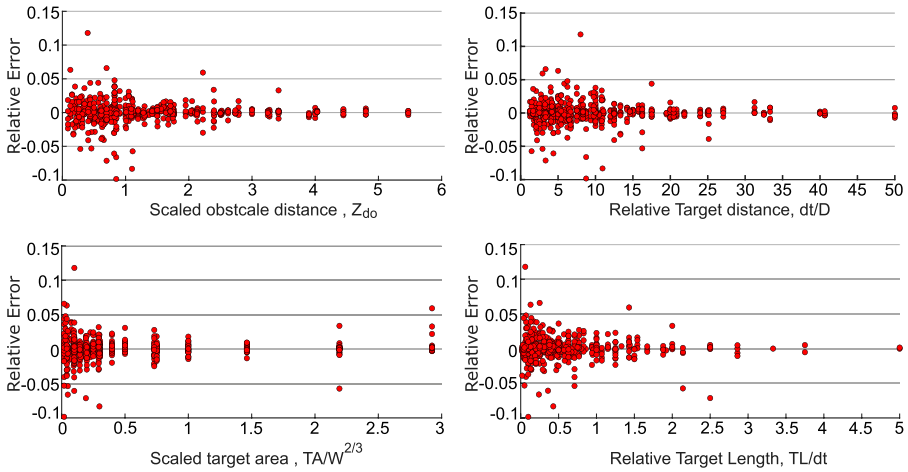 0.15
0.1
0.05
0
-0.05
-0.1
Relative Error
0 1 2 3 4 5 6
Scaled obstcale distance , Zdo
0.15
0.1
0.05
0
-0.05
-0.1
Relative Error
0 5 10 15 20 25 30 35 40 45 50
Relative Target distance, dt/D
0.15
0.1
0.05
0
-0.05
-0.1
Relative Error
0 0.5 1 1.5 2 2.5 3
Scaled target area , TA/W^2/3
0.15
0.1
0.05
0
-0.05
-0.1
Relative Error
0 0.5 1 1.5 2 2.5 3 3.5 4 4.5 5
Relative Target Length, TL/dt